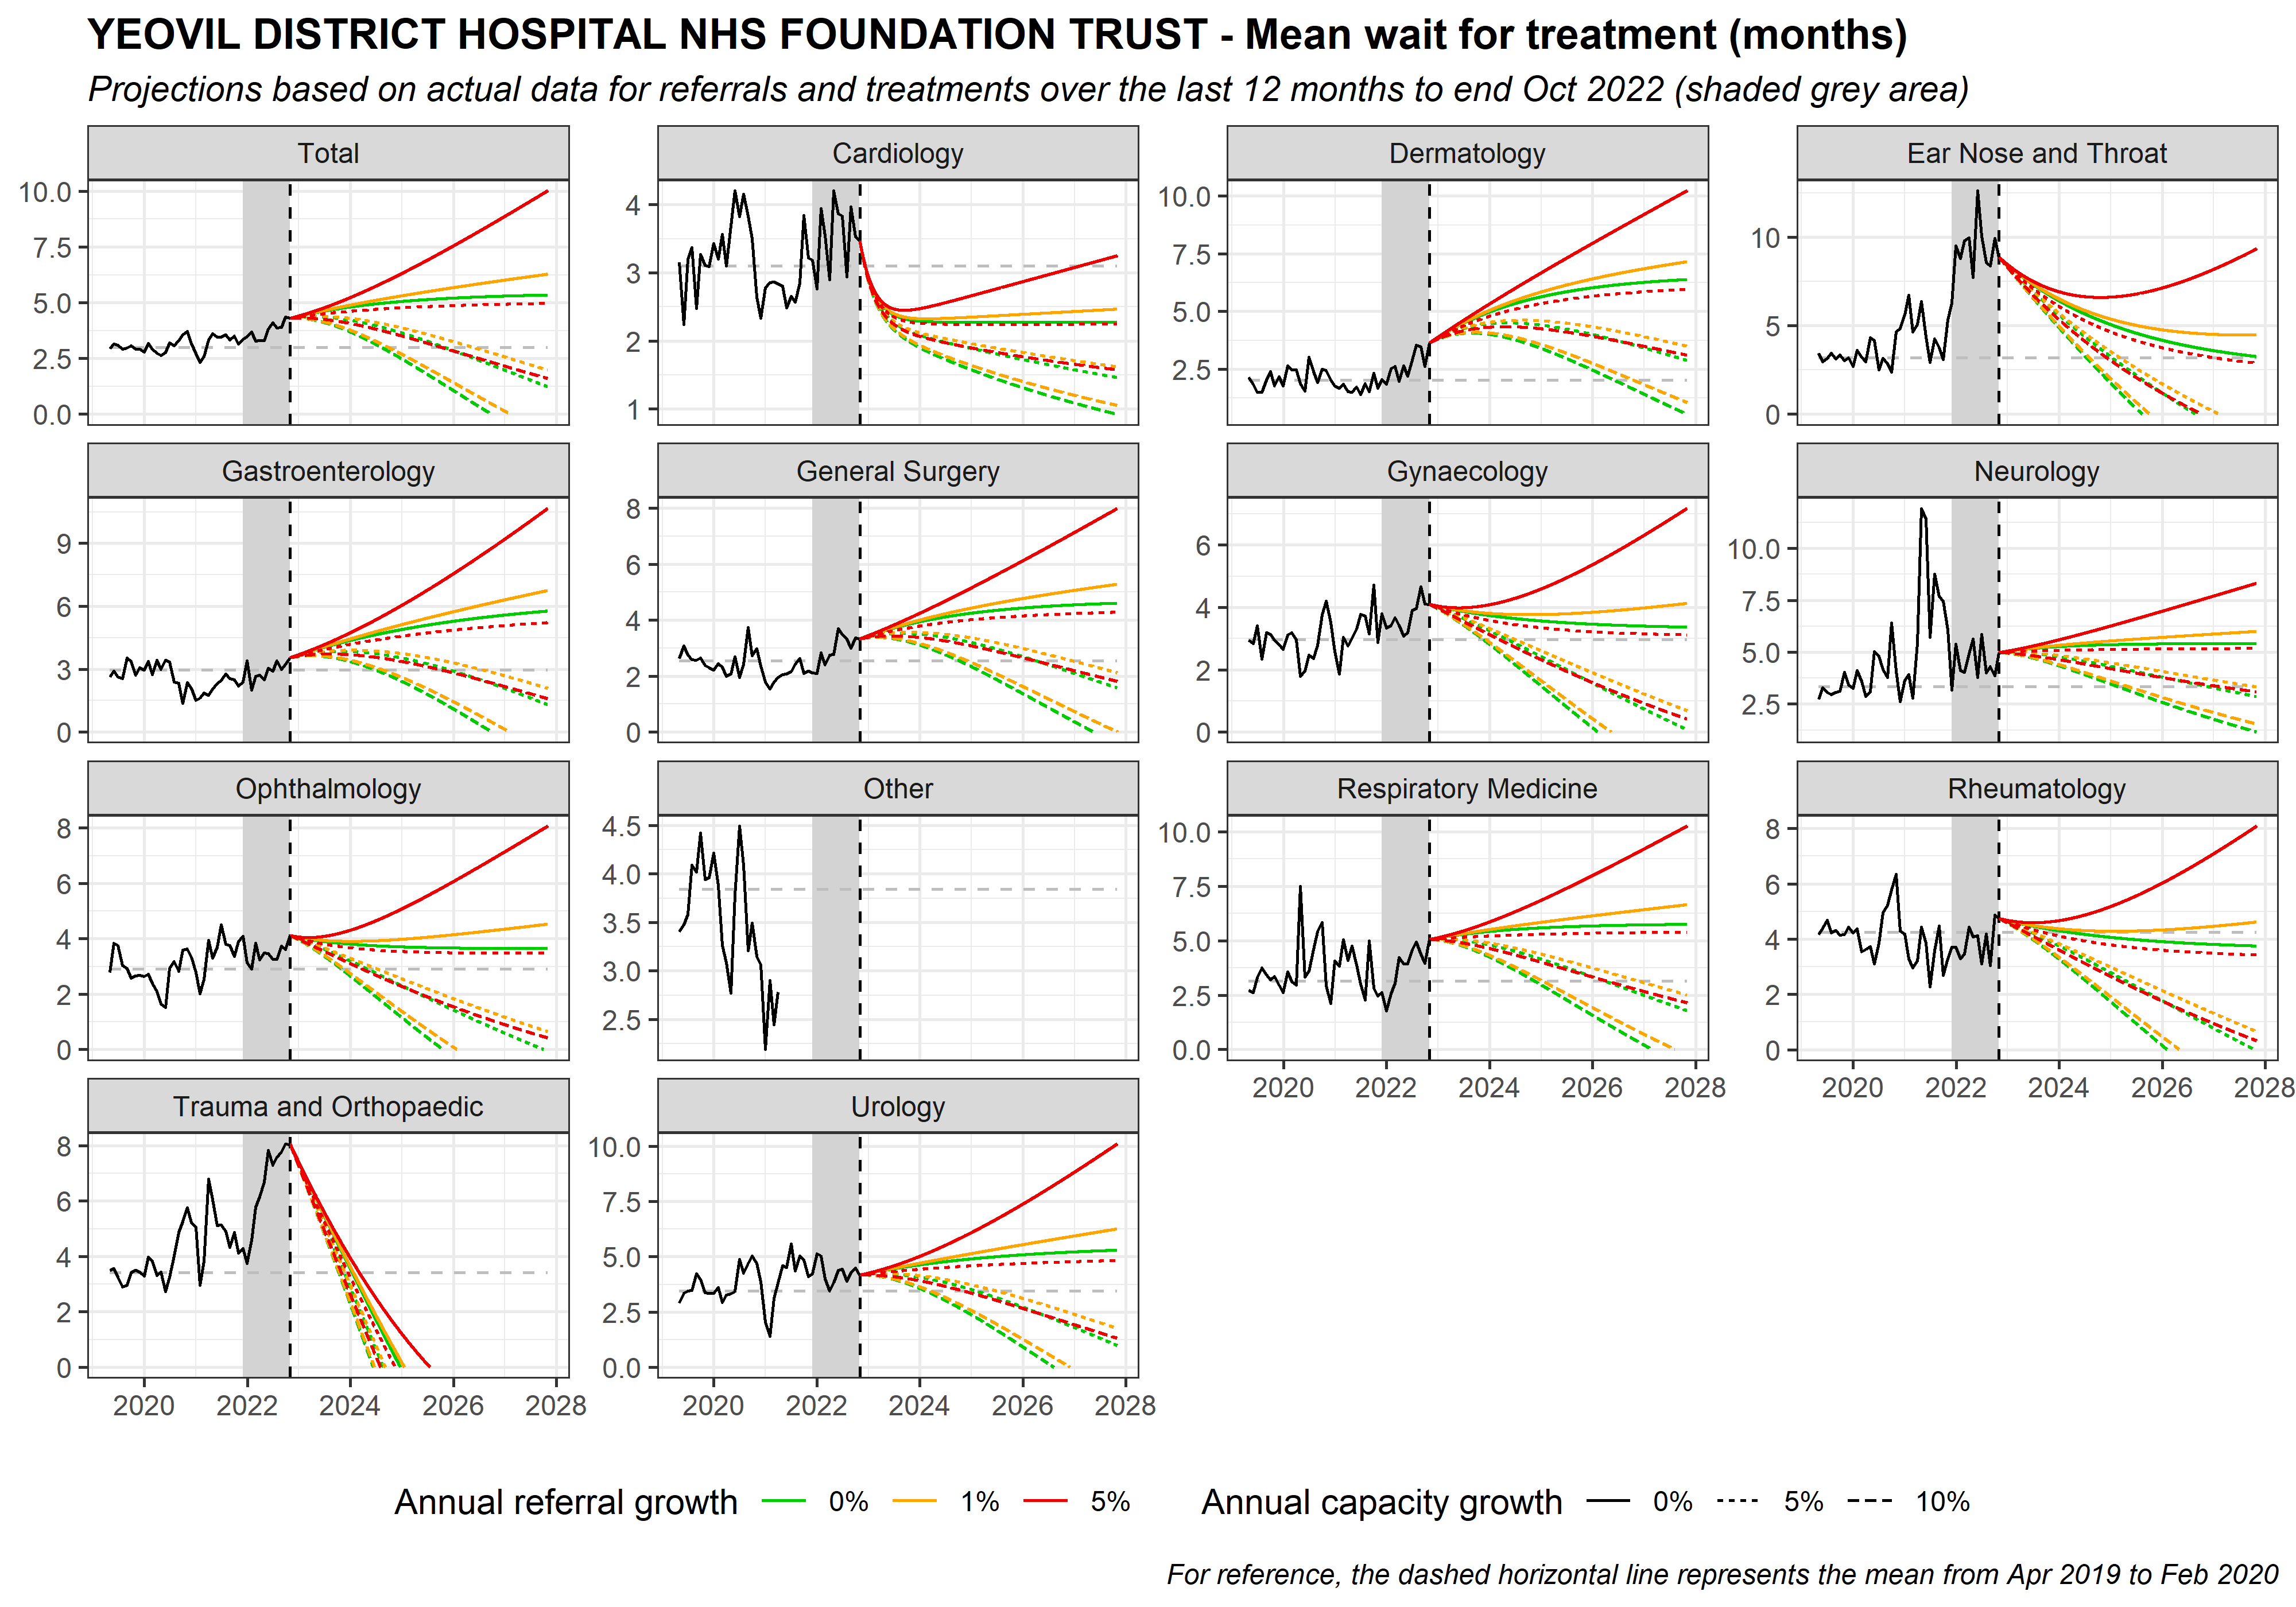 YEOVIL DISTRICT HOSPITAL NHS FOUNDATION TRUST - Mean wait for treatment (months)
Projections based on actual data for referrals and treatments over the last 12 months to end Oct 2022 (shaded grey area)
Total
10.0
7.5
5.0
2.5
0.0
Cardiology
4
3
2
1
Dermatology
10.0
7.5
5.0
2.5
Ear Nose and Throat
10
5
0
Gastroenterology
9
6
3
0
General Surgery
8
6
4
2
0
Gynaecology
6
4
2
0
Neurology
10.0
7.5
5.0
2.5
Ophthalmology
8
6
4
2
0
Other
4.5
4.0
3.5
3.0
2.5
Respiratory Medicine
10.0
7.5
5.0
2.5
0.0
2020 2022 2024 2026 2028
Rheumatology
8
6
4
2
0
2020 2022 2024 2026 2028
Trauma and Orthopaedic
8
6
4
2
0
2020 2022 2024 2026 2028
Urology
10.0
7.5
5.0
2.5
0.0
2020 2022 2024 2026 2028
Annual referral growth 0% 1% 5%
Annual capacity growth 0% 5% 10%
For reference, the dashed horizontal line represents the mean from Apr 2019 to Feb 2020